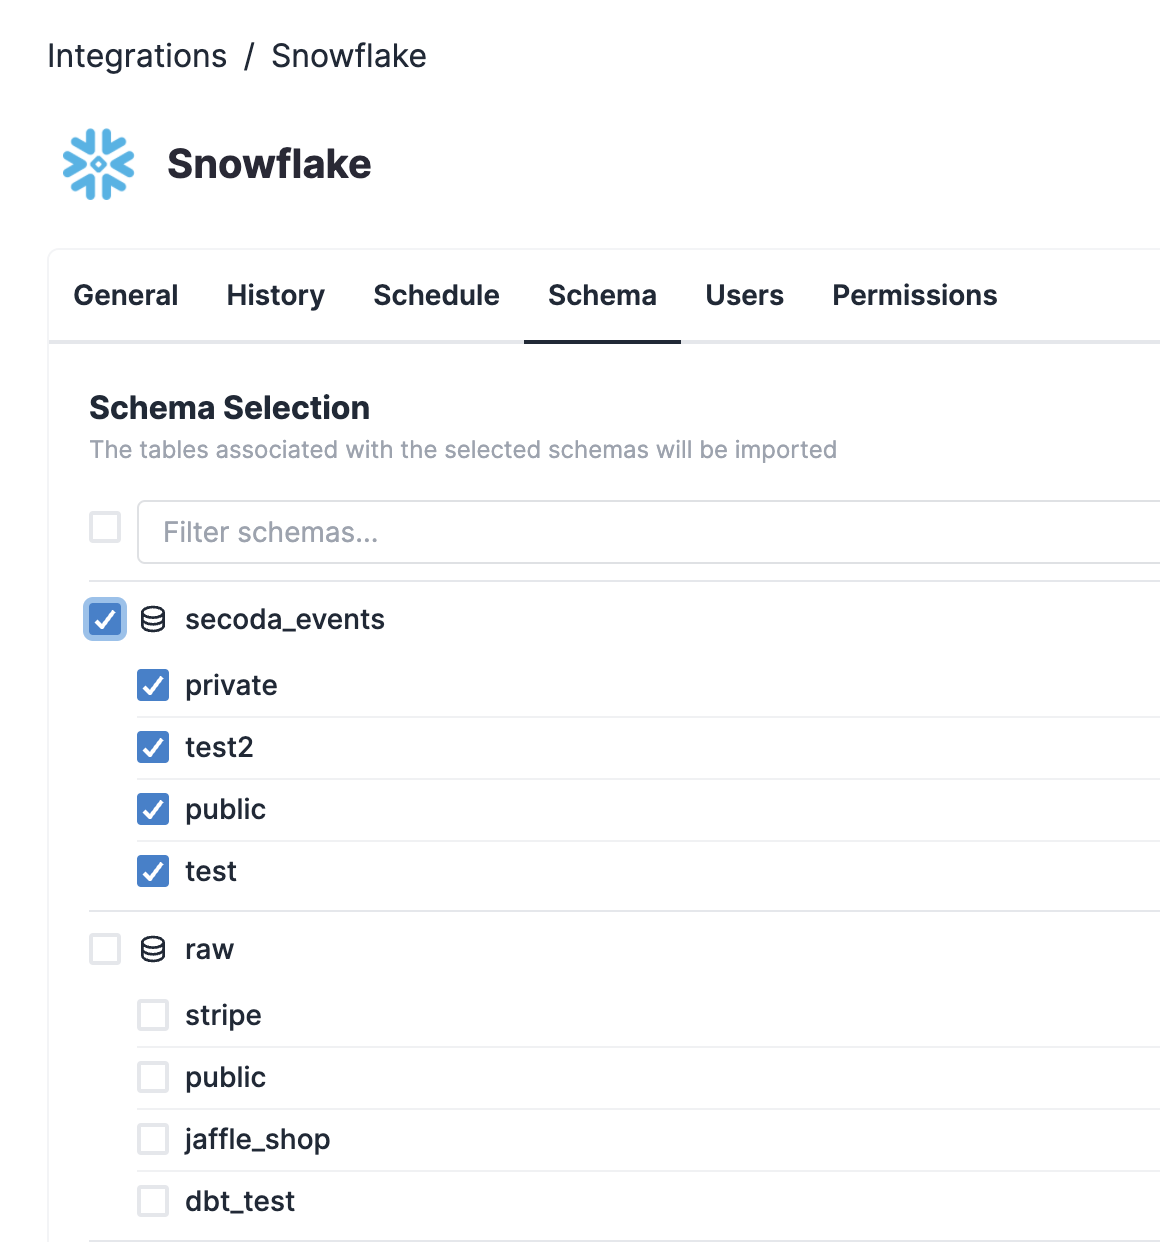 Integrations / Snowflake
Snowflake
General History Schedule Schema Users Permissions
Schema Selection
The tables associated with the selected schemas will be imported
Filter schemas...
secoda_events
private
test2
public
test
raw
stripe
public
jaffle_shop
dbt_test